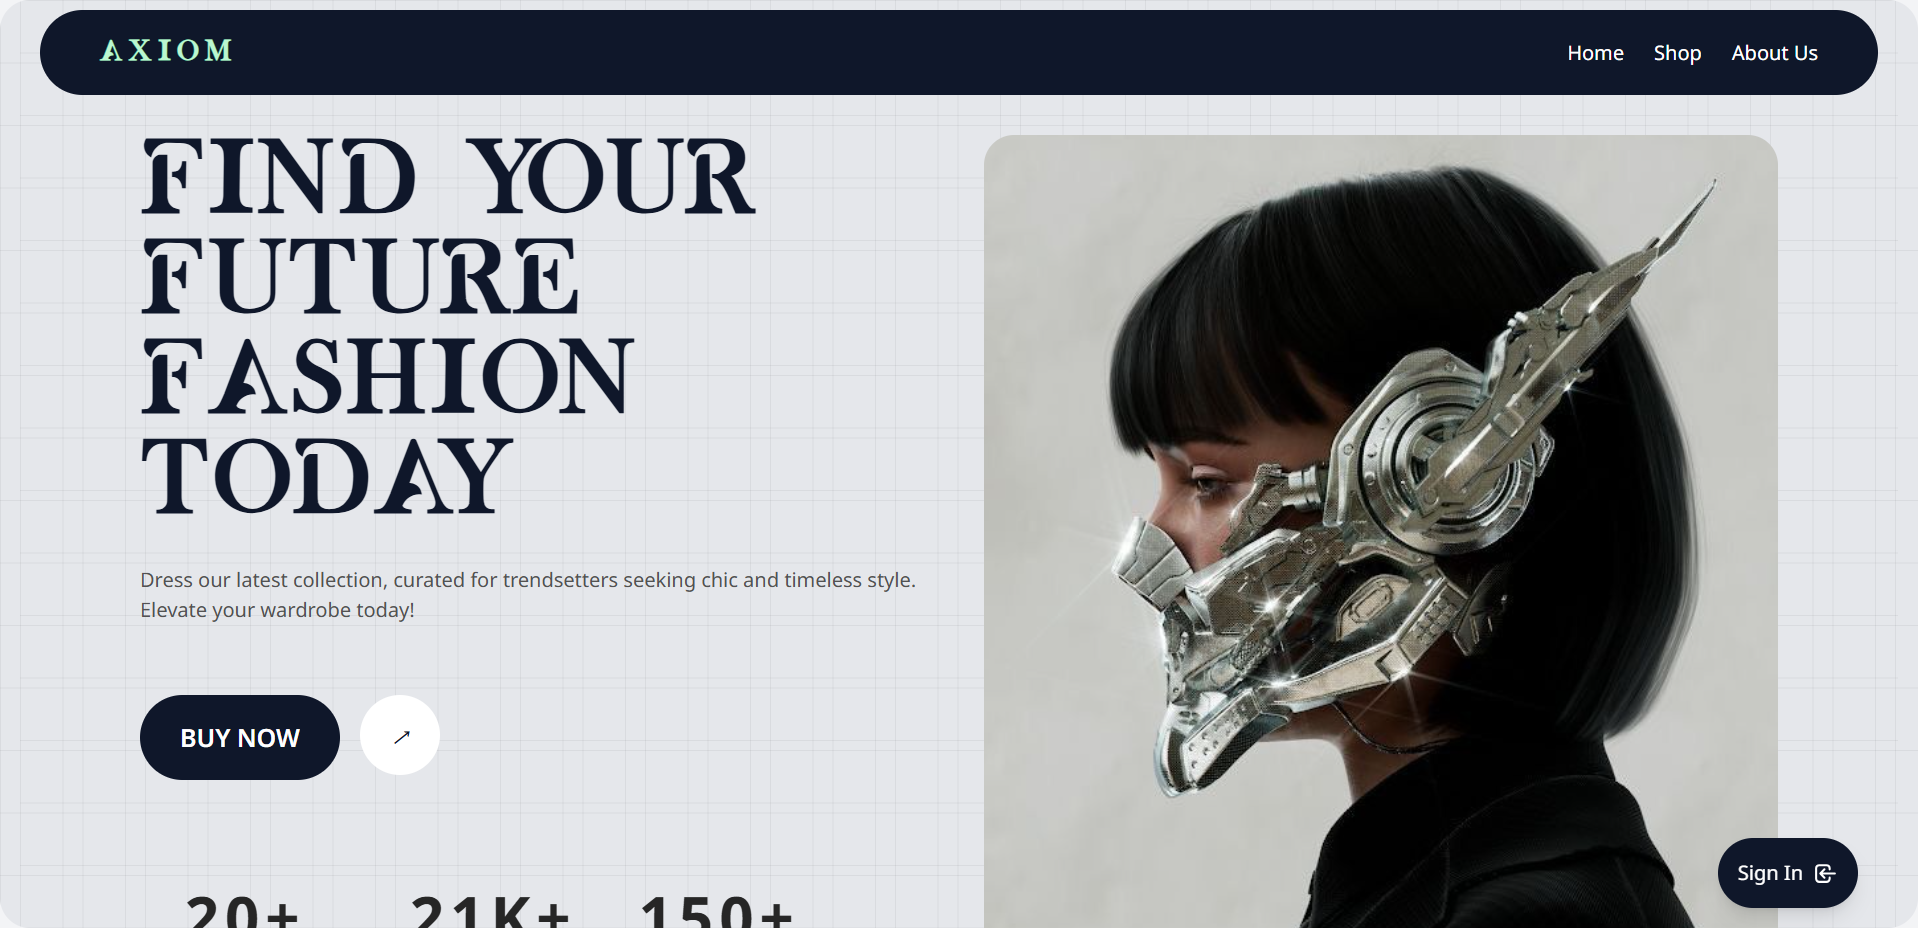 AXIOM
Home Shop About Us
FIND YOUR
FUTURE
FASHION
TODAY
Dress our latest collection, curated for trendsetters seeking chic and timeless style.
Elevate your wardrobe today!
BUY NOW
Sign In
20+ 21K+ 150+